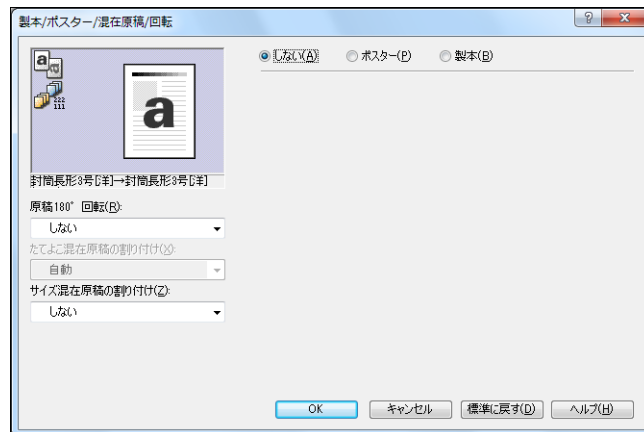 製本/ポスター/混在原稿/回転
しない(A) ポスター(P) 製本(B)
a
a
222
111
a
封筒長形3号[洋]→封筒長形3号[洋]
原稿180° 回転(R):
しない
たてよこ混在原稿の割り付け(X):
自動
サイズ混在原稿の割り付け(Z):
しない
OK キャンセル 標準に戻す(D) ヘルプ(H)